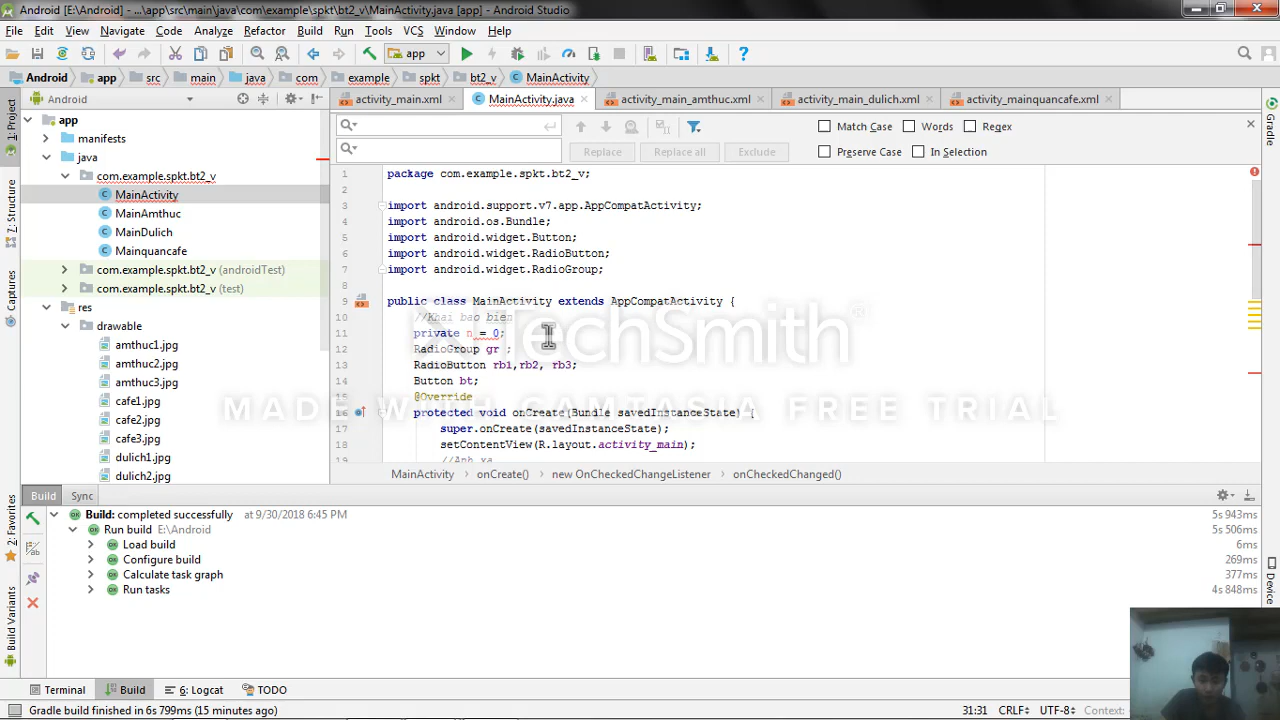 Android [E:\Android] - ...\app\src\main\java\com\example\spkt\bt2_v\MainActivity.java [app] - Android Studio
File Edit View Navigate Code Analyze Refactor Build Run Tools VCS Window Help
app
Android app src main java com example spkt bt2_v MainActivity
Android
activity_main.xml MainActivity.java activity_main_amthuc.xml activity_main_dulich.xml activity_mainquancafe.xml
1: Project
Z: Structure
Captures
2: Favorites
Build Variants
Gradle
app
manifests
java
com.example.spkt.bt2_v
MainActivity
MainAmthuc
MainDulich
Mainquancafe
com.example.spkt.bt2_v (androidTest)
com.example.spkt.bt2_v (test)
res
drawable
amthuc1.jpg
amthuc2.jpg
amthuc3.jpg
cafe1.jpg
cafe2.jpg
cafe3.jpg
dulich1.jpg
dulich2.jpg
Match Case Words Regex
Replace Replace all Exclude Preserve Case In Selection
1 package com.example.spkt.bt2_v;
2
3 import android.support.v7.app.AppCompatActivity;
4 import android.os.Bundle;
5 import android.widget.Button;
6 import android.widget.RadioButton;
7 import android.widget.RadioGroup;
8
9 public class MainActivity extends AppCompatActivity {
10 //Khai bao bien
11 private n = 0;
12 RadioGroup gr ;
13 RadioButton rb1,rb2, rb3;
14 Button bt;
15 @Override
16 protected void onCreate(Bundle savedInstanceState) {
17 super.onCreate(savedInstanceState);
18 setContentView(R.layout.activity_main);
19 //Anh xa
TechSmith
MADE WITH CAMTASIA FREE TRIAL
MainActivity onCreate() new OnCheckedChangeListener onCheckedChanged()
Build Sync
Build: completed successfully at 9/30/2018 6:45 PM 5s 943ms
Run build E:\Android 5s 506ms
Load build 6ms
Configure build 269ms
Calculate task graph 377ms
Run tasks 4s 848ms
Terminal Build 6: Logcat TODO
Gradle build finished in 6s 799ms (15 minutes ago) 31:31 CRLF÷ UTF-8÷ Context: